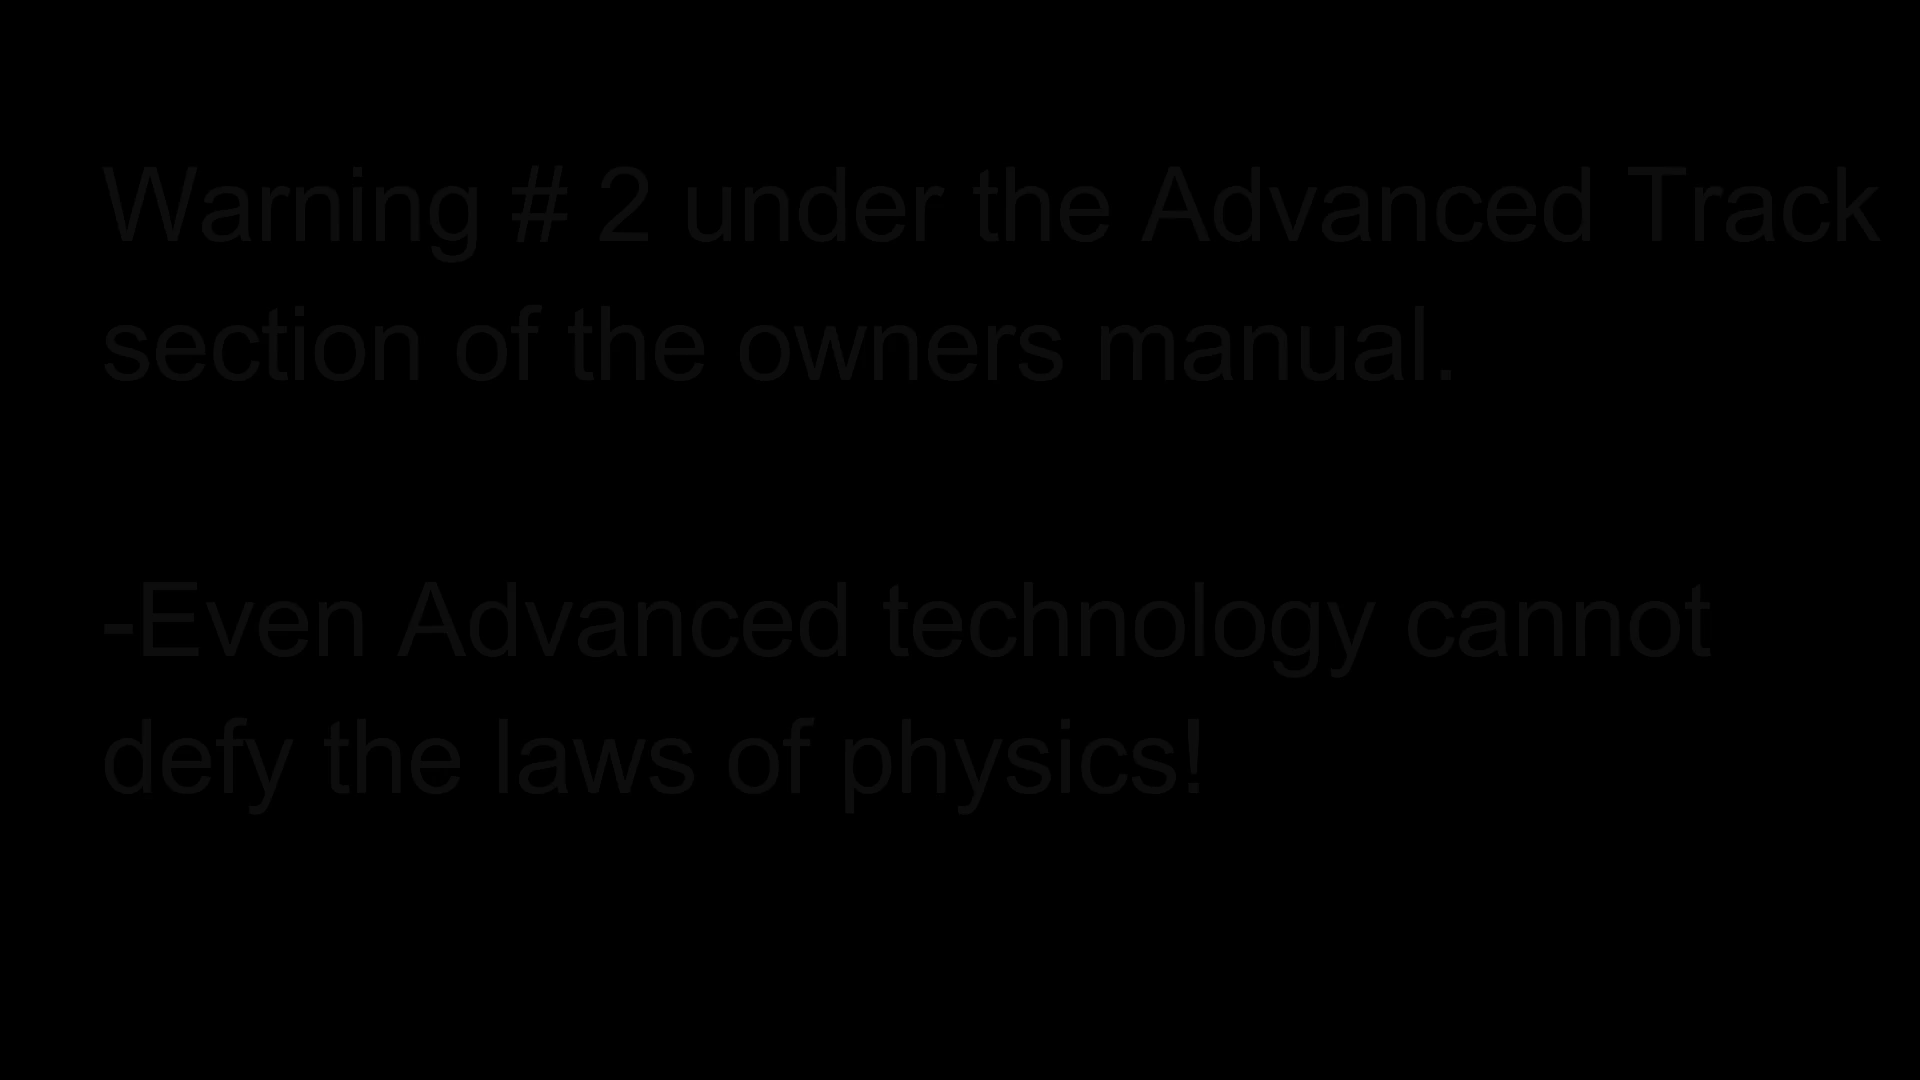 Warning # 2 under the Advanced Track
section of the owners manual.
-Even Advanced technology cannot
defy the laws of physics!